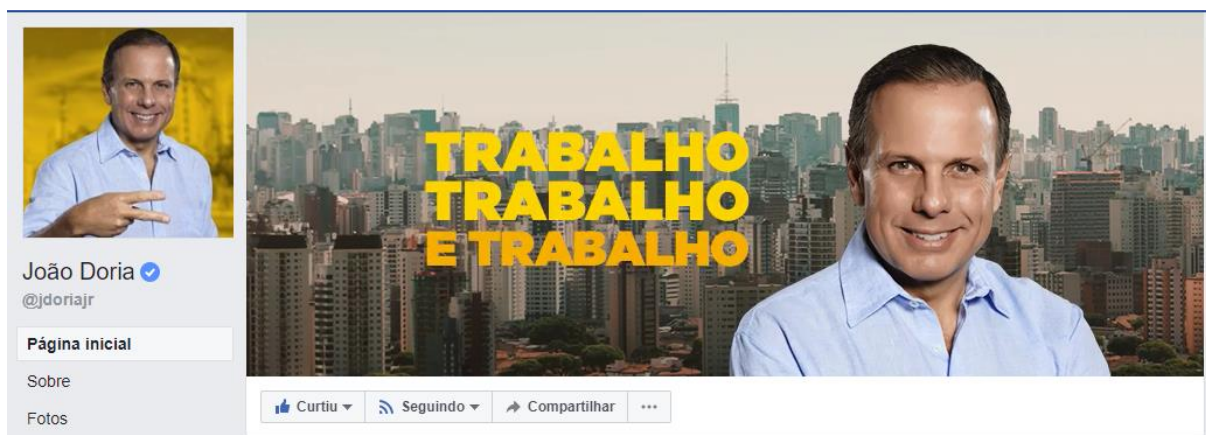 TRABALHO
TRABALHO
E TRABALHO
João Doria
@jdoriajr
Página inicial
Sobre
Fotos
Curtiu Seguindo Compartilhar